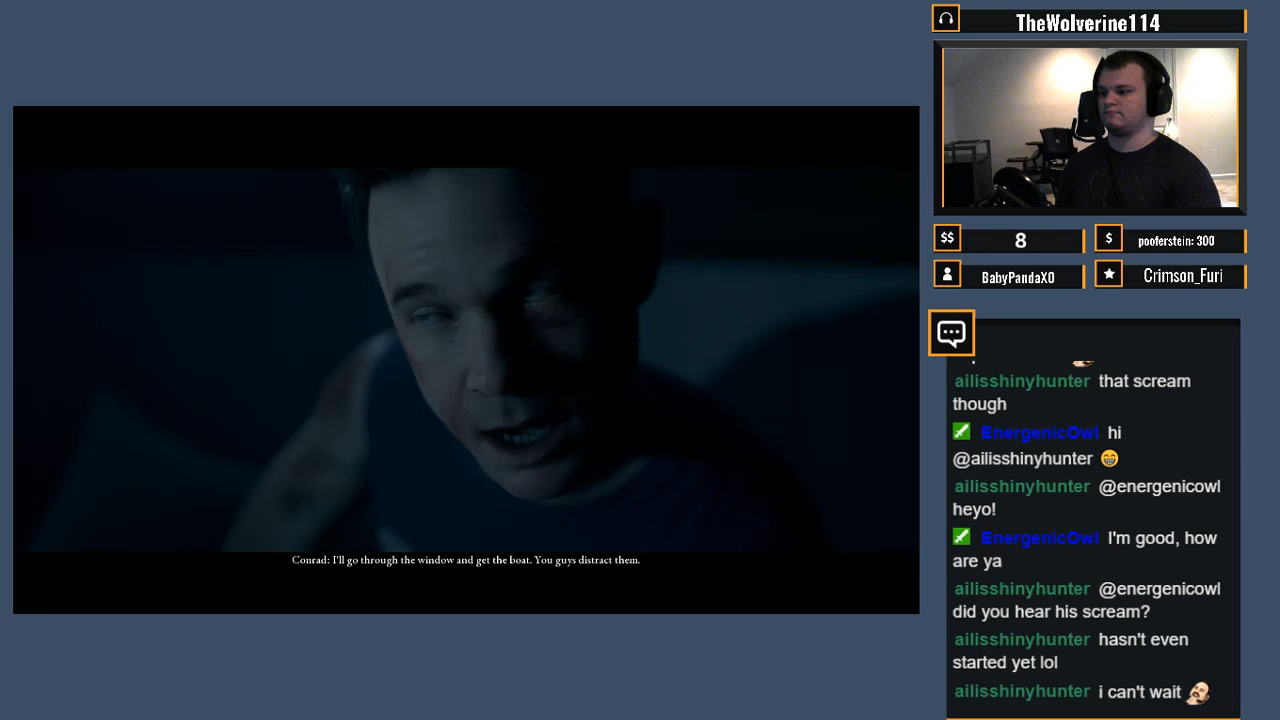 TheWolverine114
$$
8
$
pooferstein: 300
BabyPandaXO
Crimson_Furi
ailisshinyhunter that scream
though
EnergenicOwl hi
@ailisshinyhunter
ailisshinyhunter @energenicowl
heyo!
EnergenicOwl I'm good, how
are ya
ailisshinyhunter @energenicowl
did you hear his scream?
ailisshinyhunter hasn't even
started yet lol
ailisshinyhunter i can't wait
Conrad: I'll go through the window and get the boat. You guys distract them.